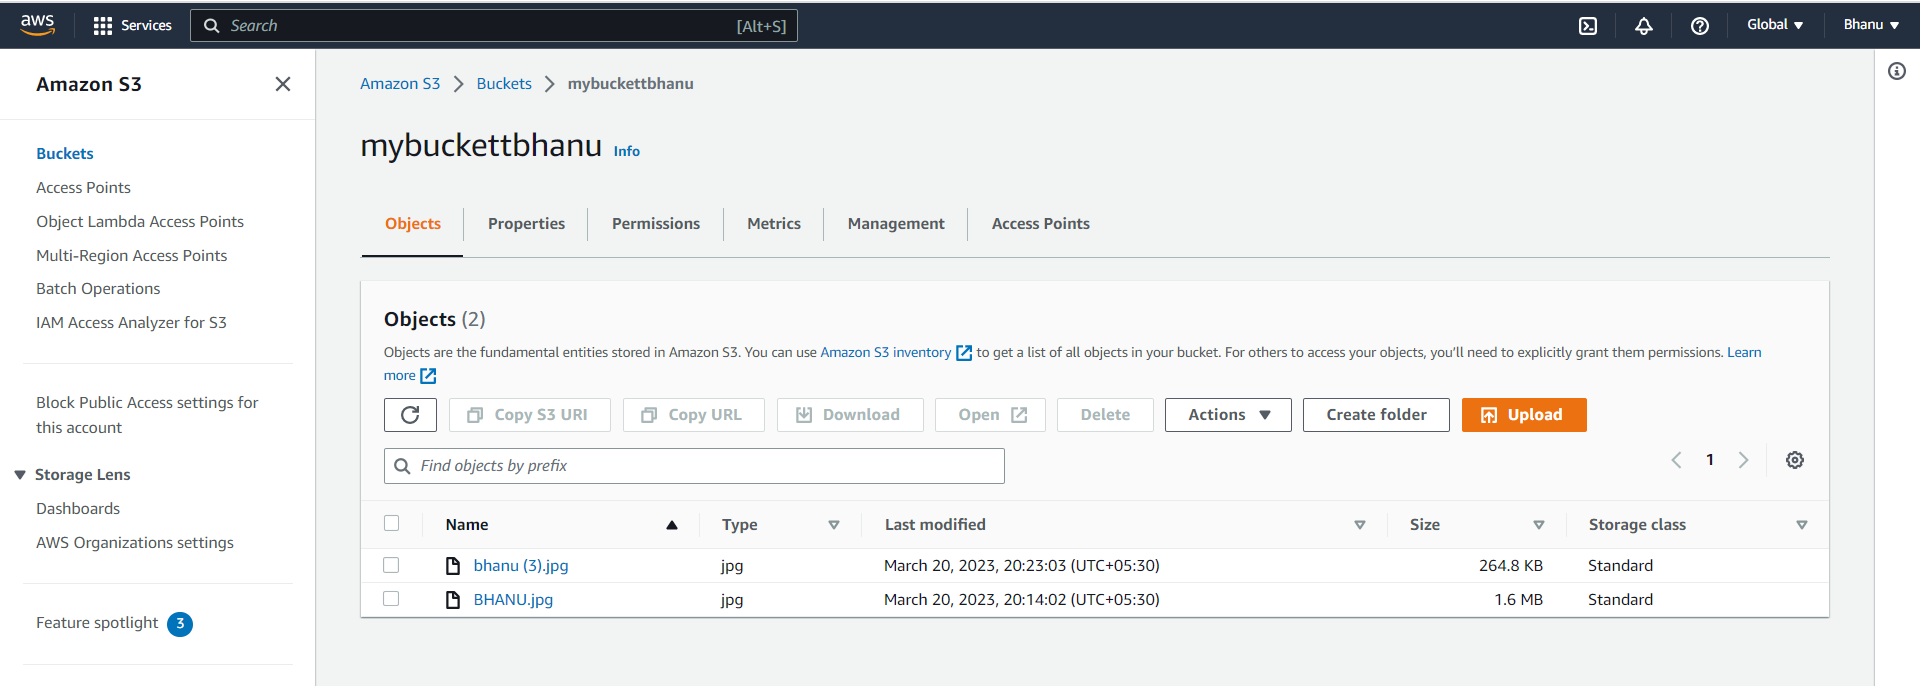 aws Services Search [Alt+S] Global Bhanu
Amazon S3
Buckets
Access Points
Object Lambda Access Points
Multi-Region Access Points
Batch Operations
IAM Access Analyzer for S3
Block Public Access settings for
this account
Storage Lens
Dashboards
AWS Organizations settings
Feature spotlight 3
Amazon S3 Buckets mybuckettbhanu
mybuckettbhanu Info
Objects Properties Permissions Metrics Management Access Points
Objects (2)
Objects are the fundamental entities stored in Amazon S3. You can use Amazon S3 inventory to get a list of all objects in your bucket. For others to access your objects, you'll need to explicitly grant them permissions. Learn
more
Copy S3 URI Copy URL Download Open Delete Actions Create folder Upload
Find objects by prefix 1
Name Type Last modified Size Storage class
bhanu (3).jpg jpg March 20, 2023, 20:23:03 (UTC+05:30) 264.8 KB Standard
BHANU.jpg jpg March 20, 2023, 20:14:02 (UTC+05:30) 1.6 MB Standard